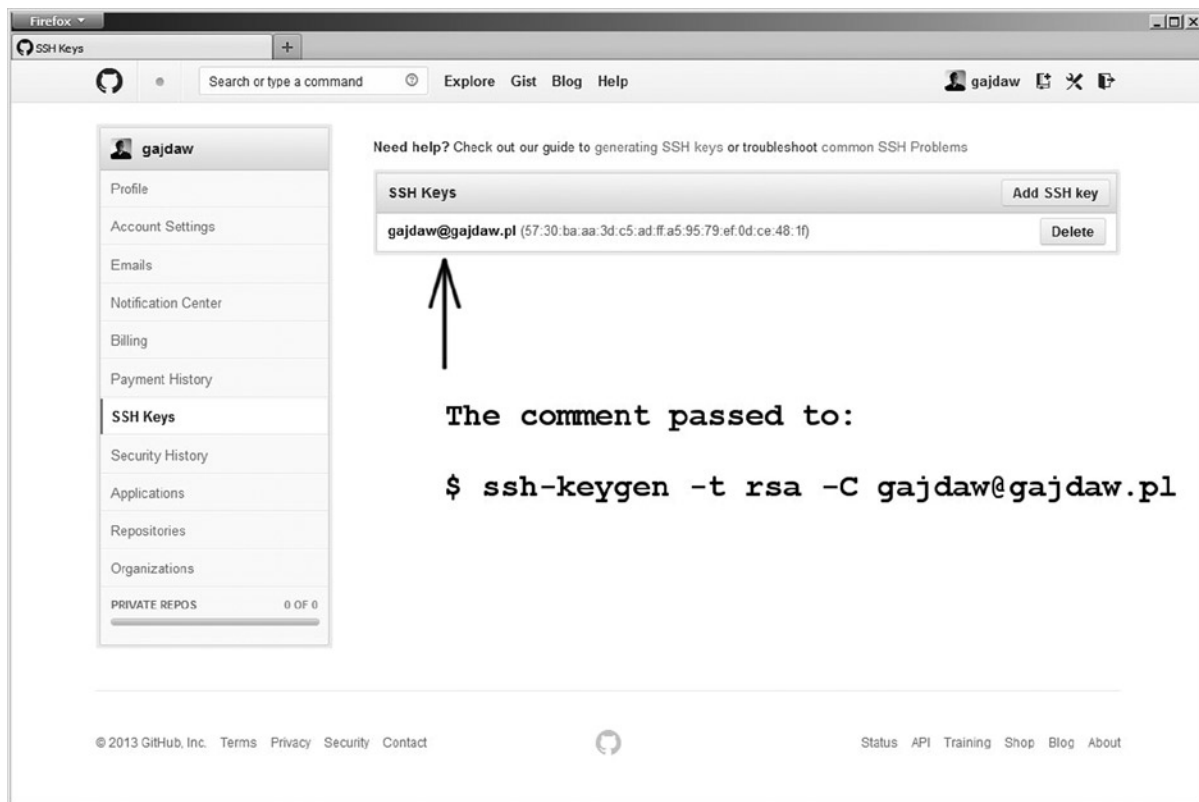 Firefox
SSH Keys
Search or type a command
Explore Gist Blog Help
gajdaw
gajdaw
Profile
Account Settings
Emails
Notification Center
Billing
Payment History
SSH Keys
Security History
Applications
Repositories
Organizations
PRIVATE REPOS 0 OF 0
Need help? Check out our guide to generating SSH keys or troubleshoot common SSH Problems
SSH Keys Add SSH key
gajdaw@gajdaw.pl (57:30:ba:aa:3d:c5:ad:ff:a5:95:79:ef:0d:ce:48:1f) Delete
The comment passed to:
$ ssh-keygen -t rsa -C gajdaw@gajdaw.pl
© 2013 GitHub, Inc. Terms Privacy Security Contact
Status API Training Shop Blog About